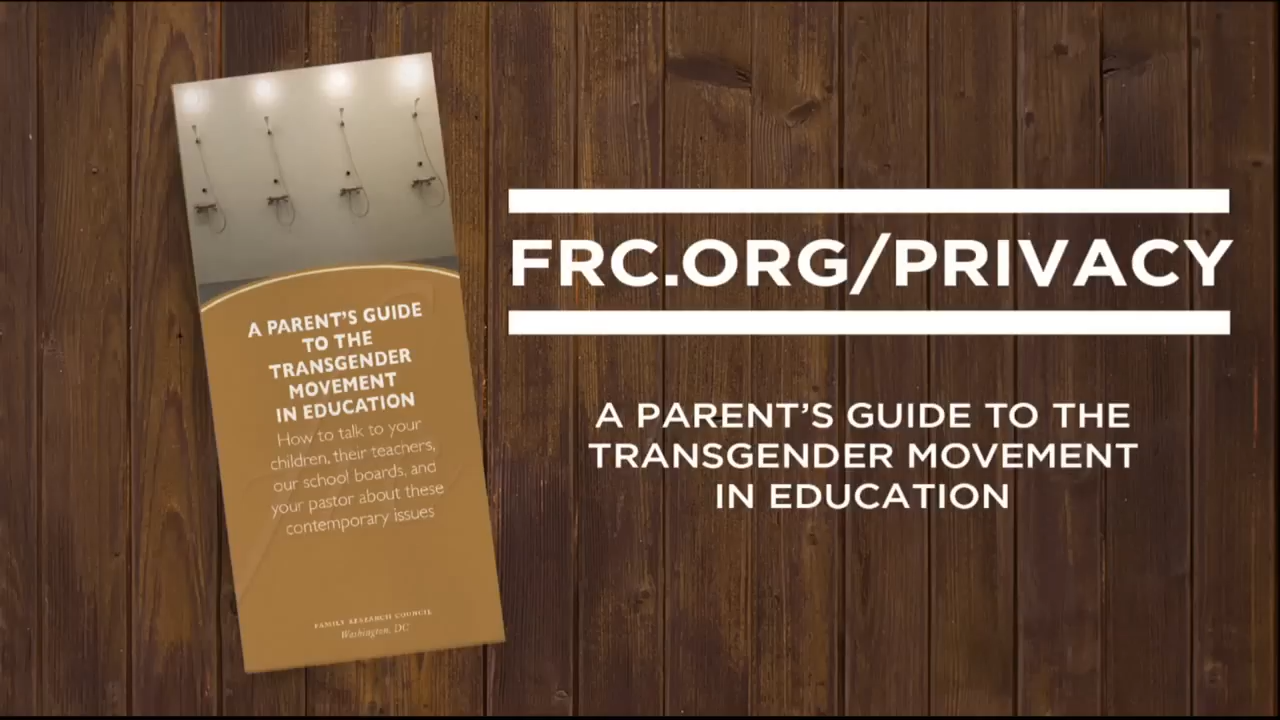 A PARENT'S GUIDE
TO THE
TRANSGENDER
MOVEMENT
IN EDUCATION
How to talk to your
children, their teachers,
our school boards, and
your pastor about these
contemporary issues
FAMILY RESEARCH COUNCIL
Washington, DC
FRC.ORG/PRIVACY
A PARENT'S GUIDE TO THE
TRANSGENDER MOVEMENT
IN EDUCATION